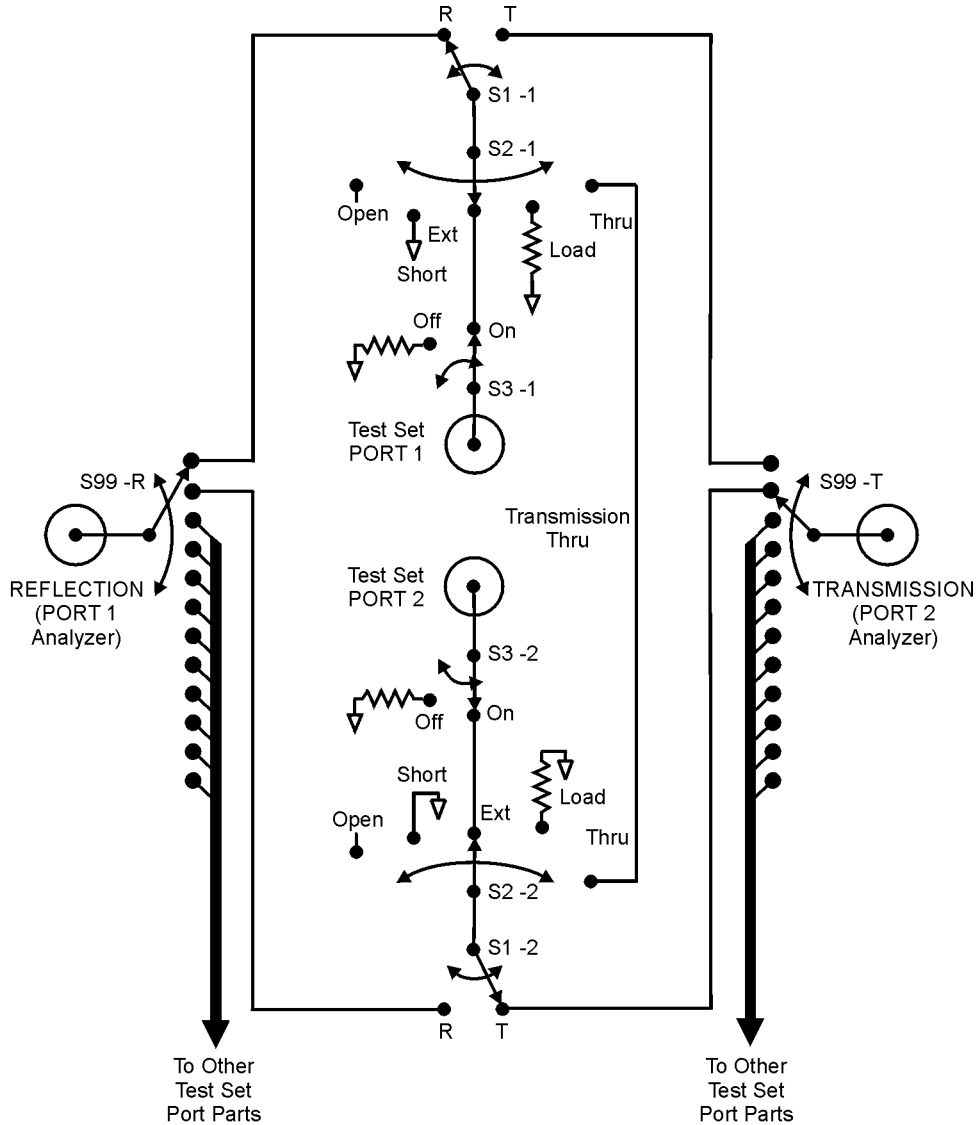 R
T
S1 -1
S2 -1
Open
Ext
Short
Load
Thru
Off
On
S3 -1
Test Set
PORT 1
S99 -R
S99 -T
Transmission
Thru
REFLECTION
(PORT 1
Analyzer)
Test Set
PORT 2
TRANSMISSION
(PORT 2
Analyzer)
S3 -2
Off
On
Short
Load
Open
Ext
Thru
S2 -2
S1 -2
R
T
To Other
Test Set
Port Parts
To Other
Test Set
Port Parts